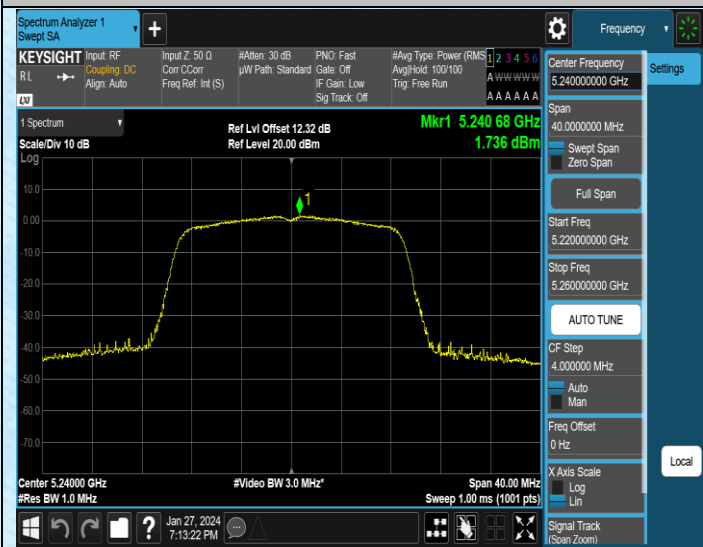 Spectrum Analyzer 1
Swept SA
+
KEYSIGHT
RL
LXI
Input: RF
Coupling: DC
Align: Auto
Input Z: 50 Ω
Corr CCorr
Freq Ref: Int (S)
#Atten: 30 dB
µW Path: Standard
PNO: Fast
Gate: Off
IF Gain: Low
Sig Track: Off
#Avg Type: Power (RMS
Avg|Hold: 100/100
Trig: Free Run
1 2 3 4 5 6
A W W W W W
A A A A A A
1 Spectrum
Scale/Div 10 dB
Log
Ref Lvl Offset 12.32 dB
Ref Level 20.00 dBm
Mkr1 5.240 68 GHz
1.736 dBm
1
10.0
0.00
-10.0
-20.0
-30.0
-40.0
-50.0
-60.0
-70.0
Center 5.24000 GHz
#Res BW 1.0 MHz
#Video BW 3.0 MHz*
Span 40.00 MHz
Sweep 1.00 ms (1001 pts)
?
Jan 27, 2024
7:13:22 PM
Frequency
Settings
Center Frequency
5.240000000 GHz
Span
40.0000000 MHz
Swept Span
Zero Span
Full Span
Start Freq
5.220000000 GHz
Stop Freq
5.260000000 GHz
AUTO TUNE
CF Step
4.000000 MHz
Auto
Man
Freq Offset
0 Hz
X Axis Scale
Log
Lin
Signal Track
(Span Zoom)
Local